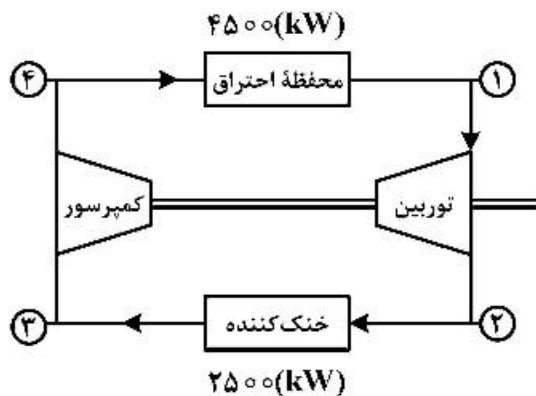 ۴۵۰۰(kW)
۴ محفظهٔ احتراق ۱
کمپرسور توربین
۳ خنک‌کننده ۲
۲۵۰۰(kW)